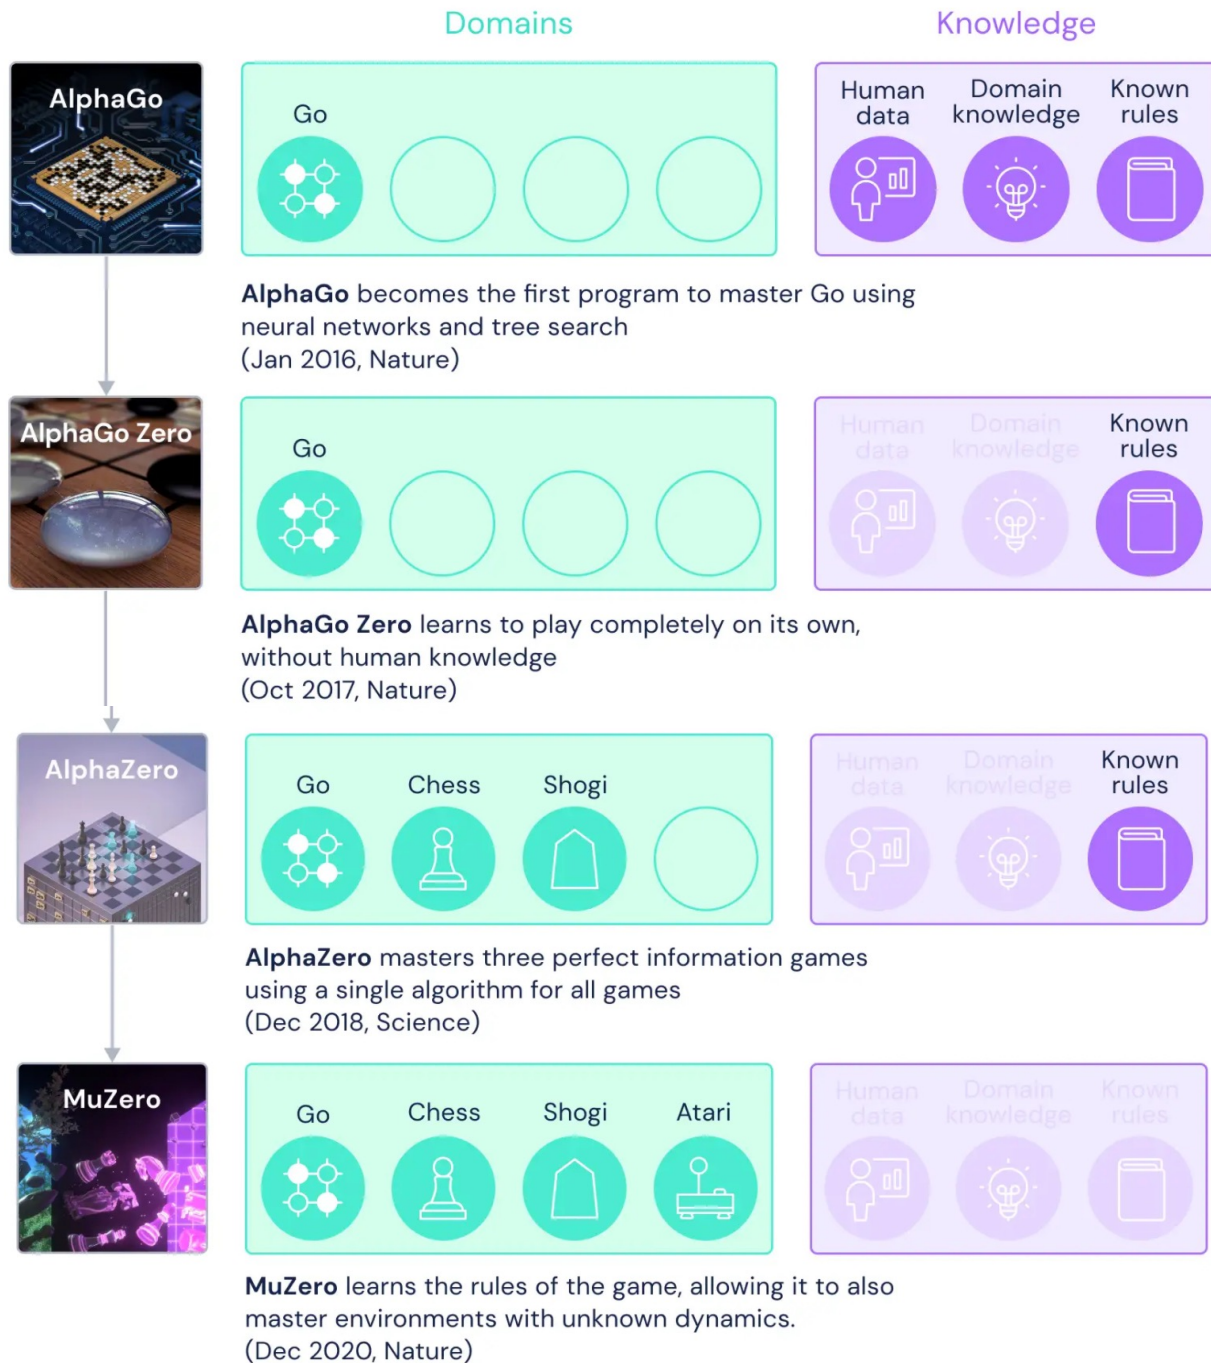 Domains
Knowledge
AlphaGo
Go
Human data
Domain knowledge
Known rules
AlphaGo becomes the first program to master Go using
neural networks and tree search
(Jan 2016, Nature)
AlphaGo Zero
Go
Human data
Domain knowledge
Known rules
AlphaGo Zero learns to play completely on its own,
without human knowledge
(Oct 2017, Nature)
AlphaZero
Go
Chess
Shogi
Human data
Domain knowledge
Known rules
AlphaZero masters three perfect information games
using a single algorithm for all games
(Dec 2018, Science)
MuZero
Go
Chess
Shogi
Atari
Human data
Domain knowledge
Known rules
MuZero learns the rules of the game, allowing it to also
master environments with unknown dynamics.
(Dec 2020, Nature)